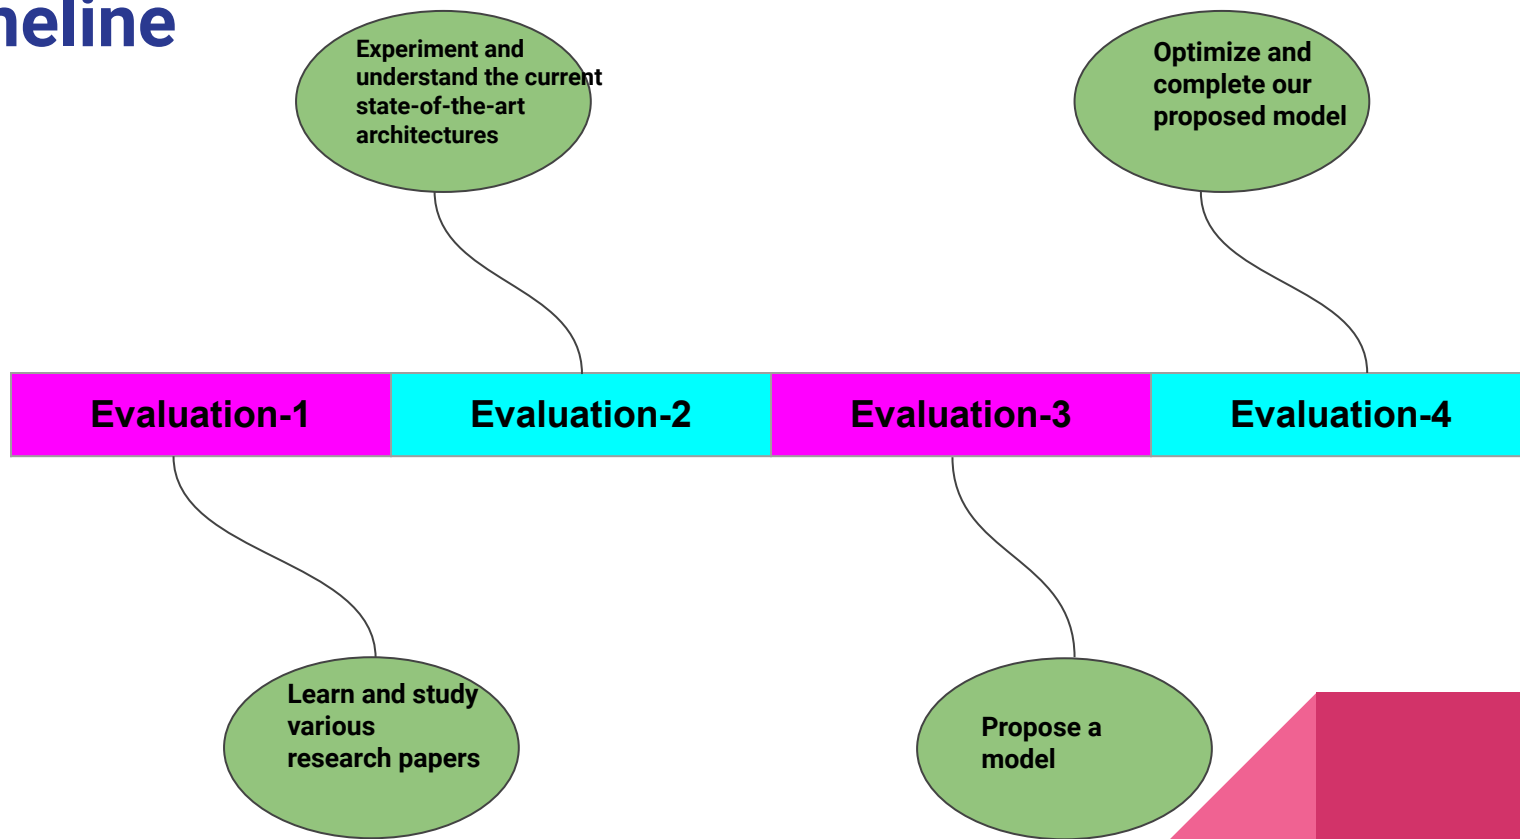 neline
Experiment and
understand the current
state-of-the-art
architectures
Optimize and
complete our
proposed model
Evaluation-1
Evaluation-2
Evaluation-3
Evaluation-4
Learn and study
various
research papers
Propose a
model